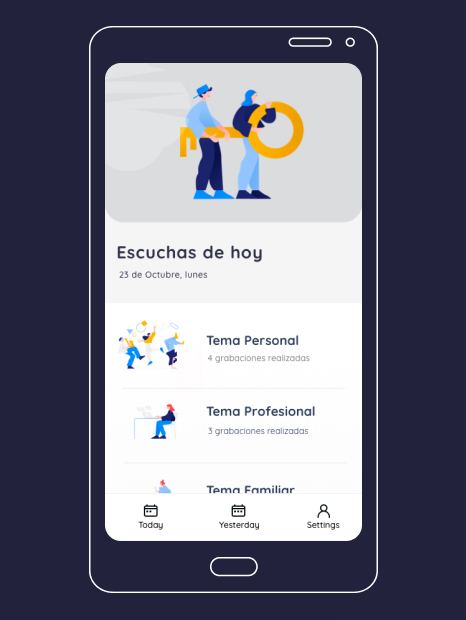 Escuchas de hoy
23 de Octubre, lunes
Tema Personal
4 grabaciones realizadas
Tema Profesional
3 grabaciones realizadas
Tema Familiar
Today
Yesterday
Settings